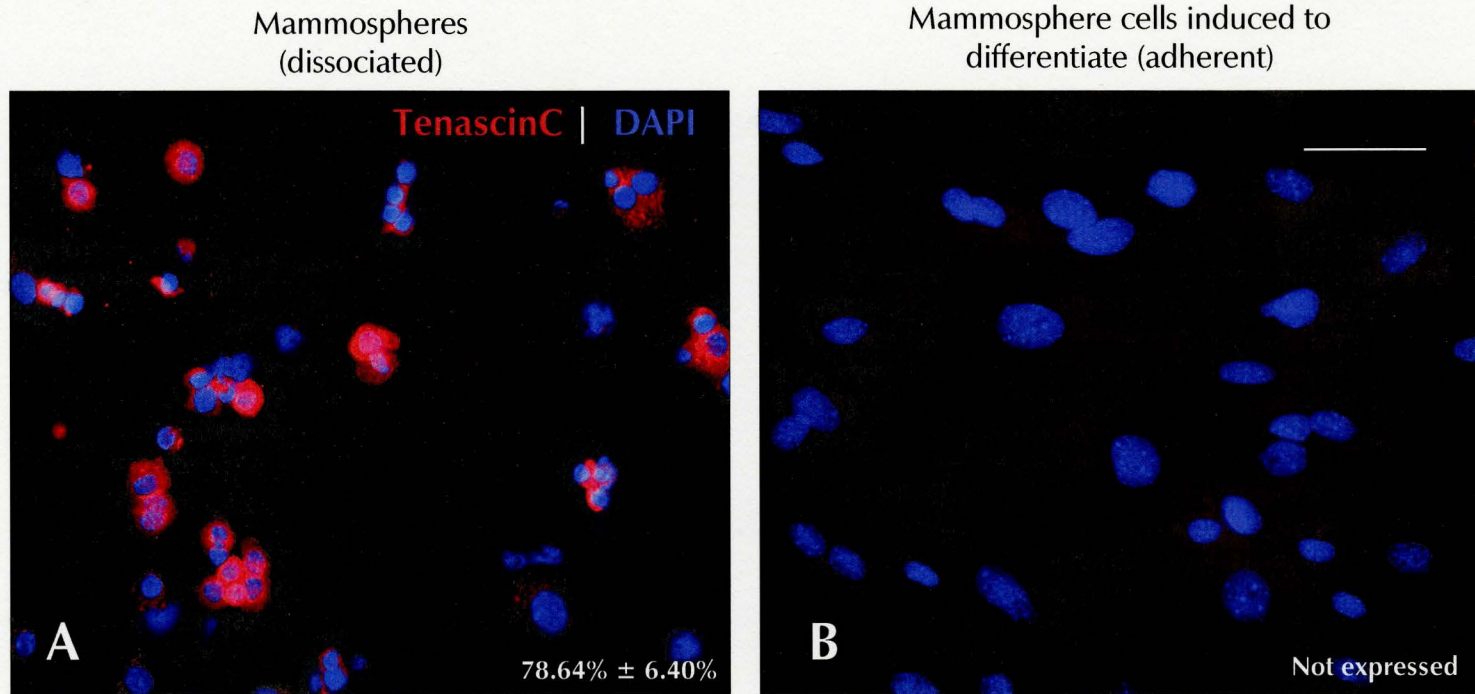 Mammospheres
(dissociated)
Mammosphere cells induced to
differentiate (adherent)
TenascinC | DAPI
A
78.64% ± 6.40%
B
Not expressed